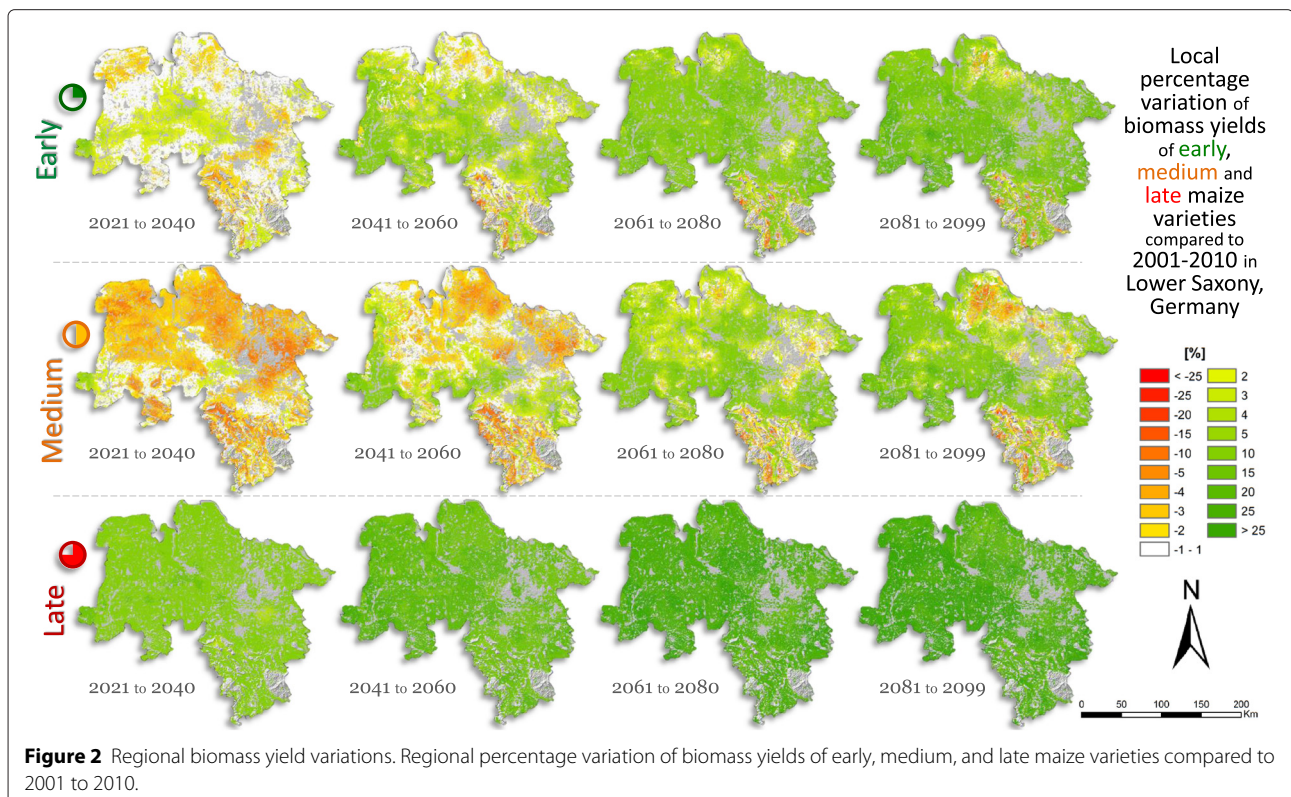 Early
2021 to 2040
2041 to 2060
2061 to 2080
2081 to 2099
Medium
2021 to 2040
2041 to 2060
2061 to 2080
2081 to 2099
Late
2021 to 2040
2041 to 2060
2061 to 2080
2081 to 2099
Local
percentage
variation of
biomass yields
of early,
medium and
late maize
varieties
compared to
2001-2010 in
Lower Saxony,
Germany
[%]
< -25
-25
-20
-15
-10
-5
-4
-3
-2
-1 - 1
2
3
4
5
10
15
20
25
> 25
N
0 50 100 150 200
Km
Figure 2 Regional biomass yield variations. Regional percentage variation of biomass yields of early, medium, and late maize varieties compared to
2001 to 2010.